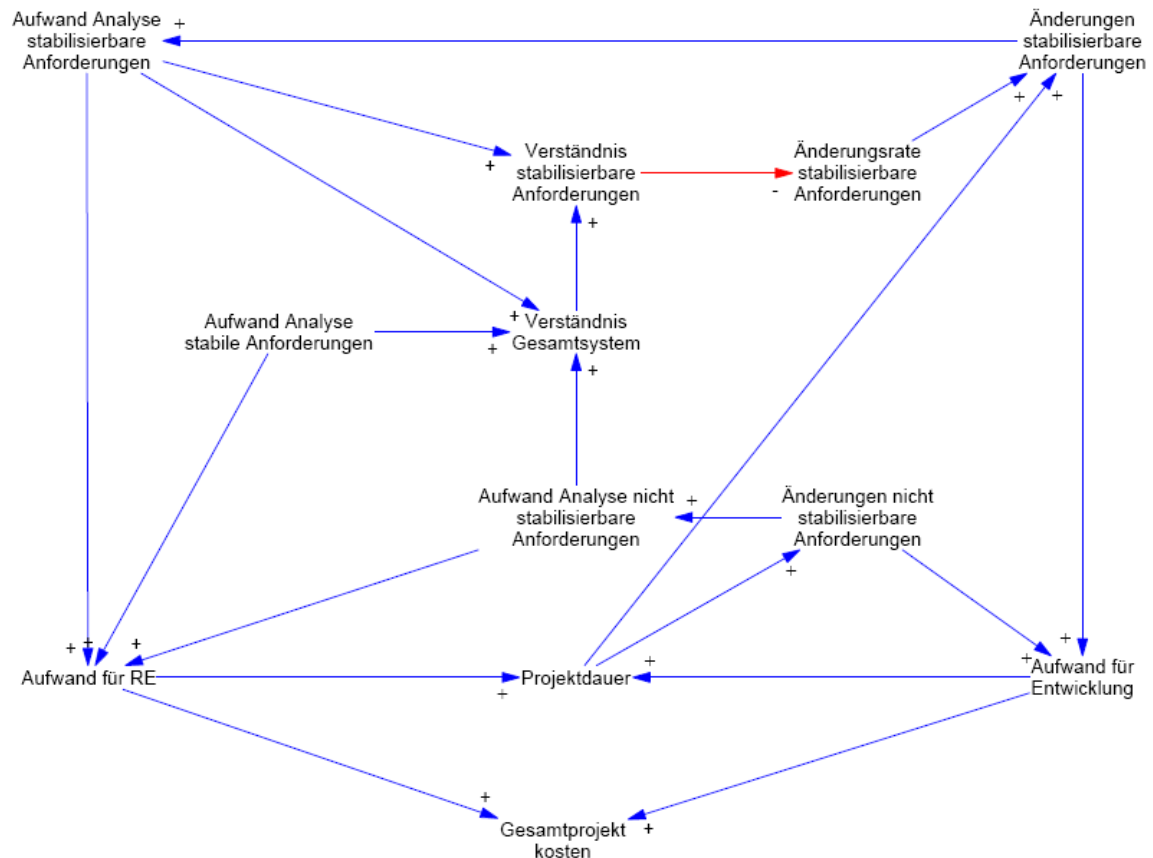 Aufwand Analyse
stabilisierbare
Anforderungen
+
Änderungen
stabilisierbare
Anforderungen
+
+
Verständnis
stabilisierbare
Anforderungen
+
Änderungsrate
stabilisierbare
Anforderungen
-
+
Aufwand Analyse
stabile Anforderungen
+
+
Verständnis
Gesamtsystem
+
Aufwand Analyse nicht
stabilisierbare
Anforderungen
+
Änderungen nicht
stabilisierbare
Anforderungen
+
+
+
+
Aufwand für RE
+
Projektdauer
+
+
+
Aufwand für
Entwicklung
+
Gesamtprojekt
kosten
+